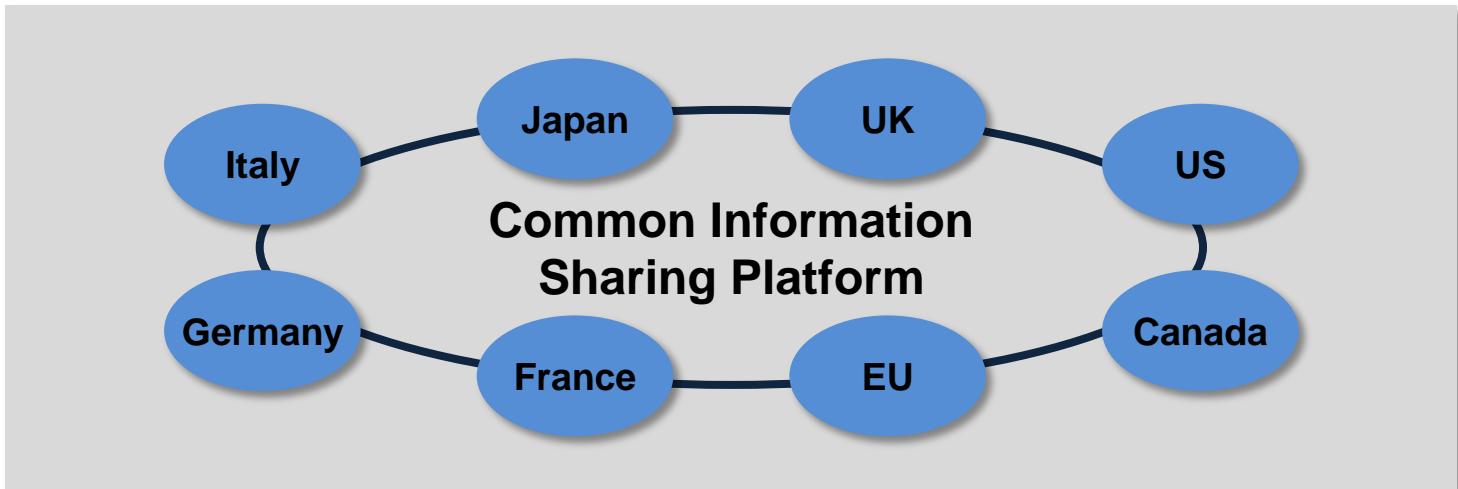 Japan
UK
Italy
US
Common Information
Sharing Platform
Germany
Canada
France
EU